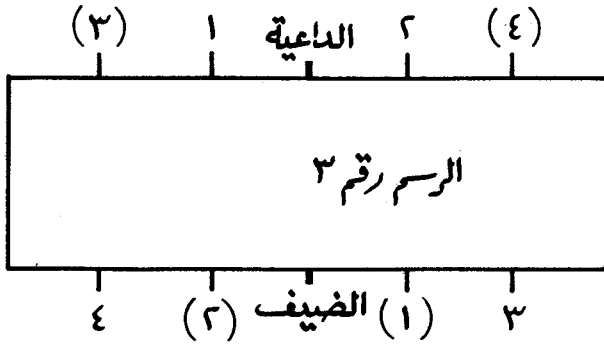 (٤) ٢ الداعية ١ (٣)
الرسم رقم ٣
٣ (١) الضيف (٢) ٤